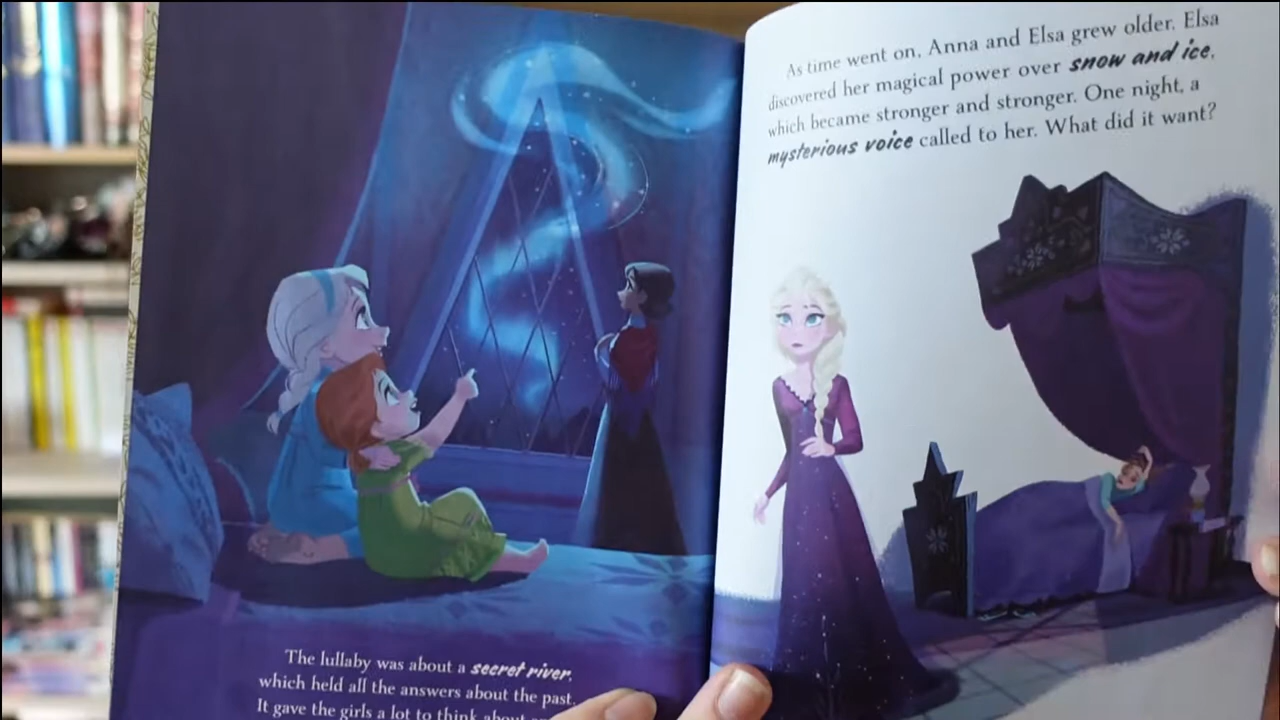 The lullaby was about a secret river,
which held all the answers about the past.
It gave the girls a lot to think about
As time went on, Anna and Elsa grew older. Elsa
discovered her magical power over snow and ice,
which became stronger and stronger. One night, a
mysterious voice called to her. What did it want?